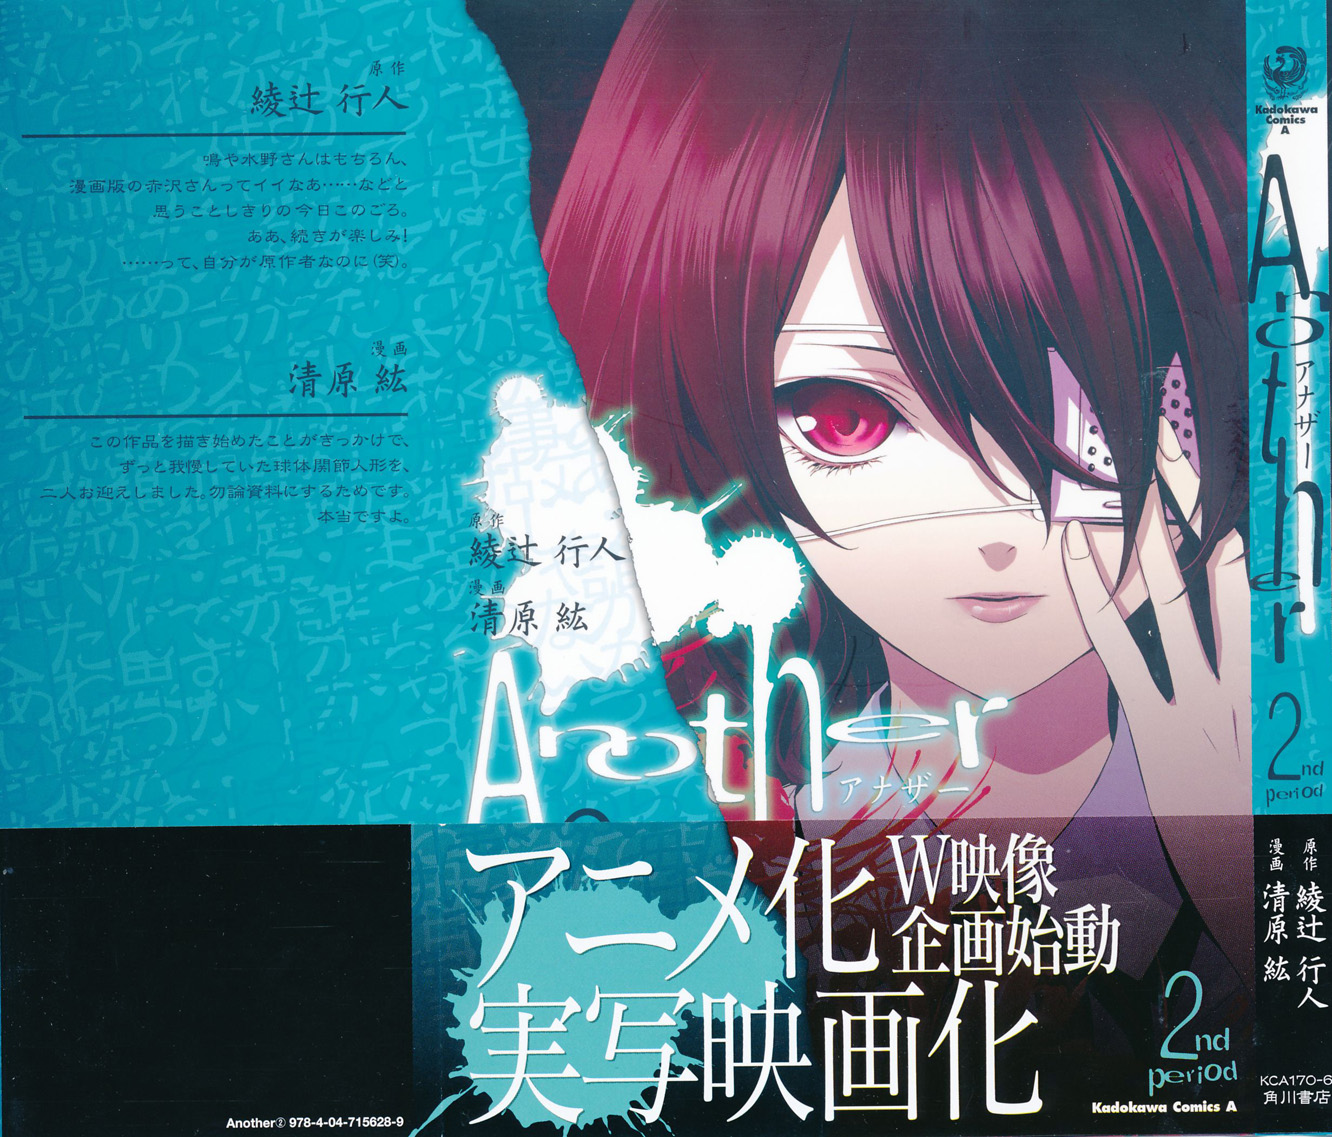 原作
綾辻 行人
鳴や水野さんはもちろん、
漫画版の赤沢さんってイイなあ……などと
思うことしきりの今日このごろ。
ああ、続きが楽しみ!
……って、自分が原作者なのに(笑)。
漫画
清原 紘
この作品を描き始めたことがきっかけで、
ずっと我慢していた球体関節人形を、
二人お迎えしました。勿論資料にするためです。
本当ですよ。
原作
綾辻 行人
漫画
清原 紘
Another
アナザー
アニメ化
W映像
企画始動
実写映画化
2nd
period
Kadokawa Comics A
Another② 978-4-04-715628-9
Kadokawa
Comics
A
Another
アナザー
2nd
period
原作 綾辻 行人
漫画 清原 紘
KCA170-6
角川書店